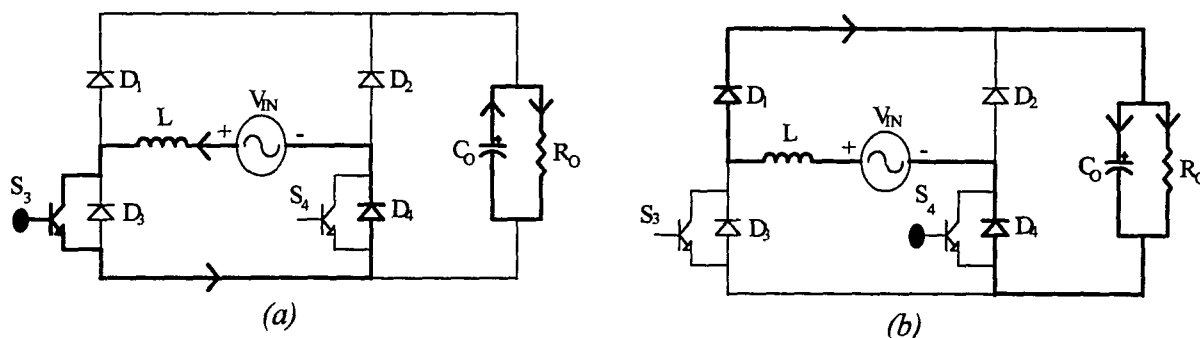 D1
D2
VIN
L
+
-
S3
S4
D3
D4
CO
+
RO
(a)
D1
D2
VIN
L
+
-
S3
S4
D3
D4
CO
+
RO
(b)